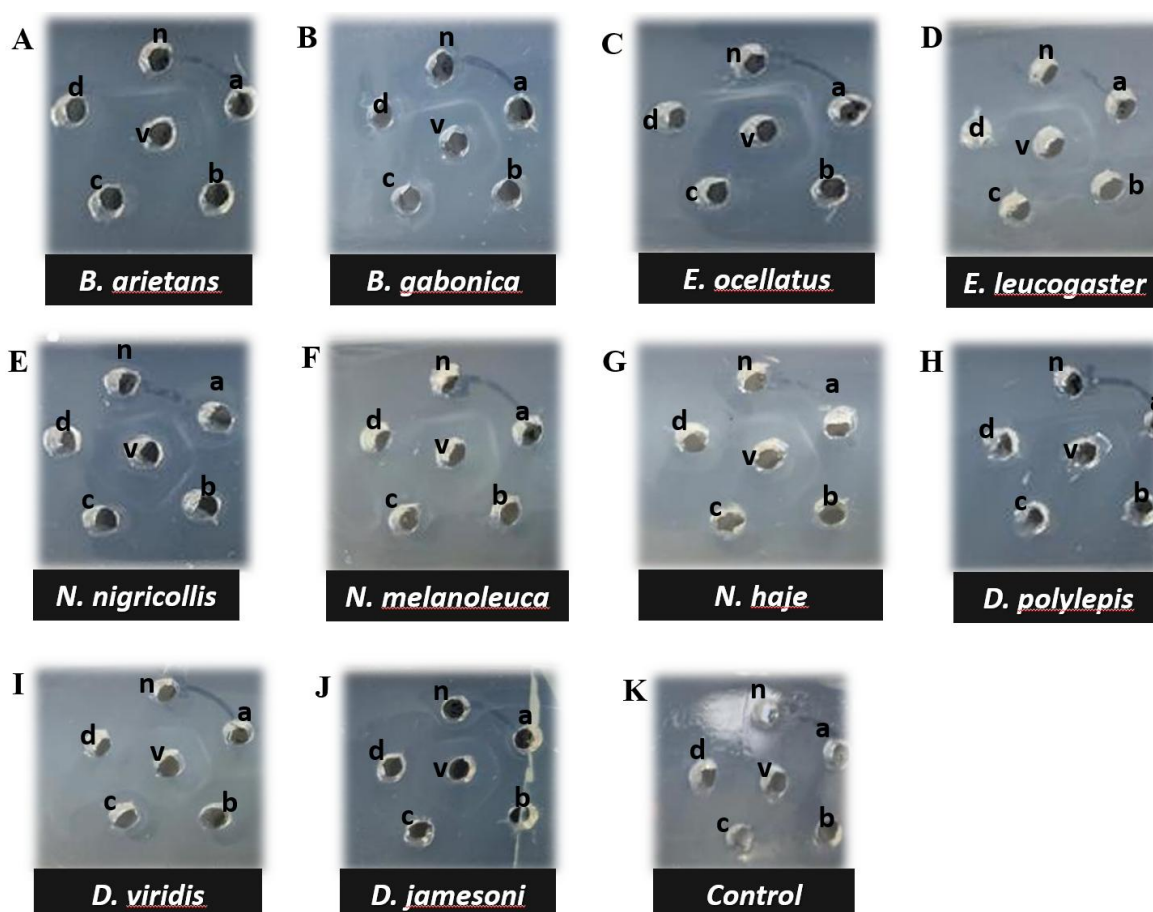 A
n
d
a
v
c
b
B. arietans
B
n
d
a
v
c
b
B. gabonica
C
n
d
a
v
c
b
E. ocellatus
D
n
a
d
v
c
b
E. leucogaster
E
n
a
d
v
c
b
N. nigricollis
F
n
d
a
v
c
b
N. melanoleuca
G
n
a
d
v
c
b
N. haje
H
n
a
d
v
c
b
D. polylepis
I
n
a
d
v
c
b
D. viridis
J
n
a
d
v
c
b
D. jamesoni
K
n
a
d
v
c
b
Control